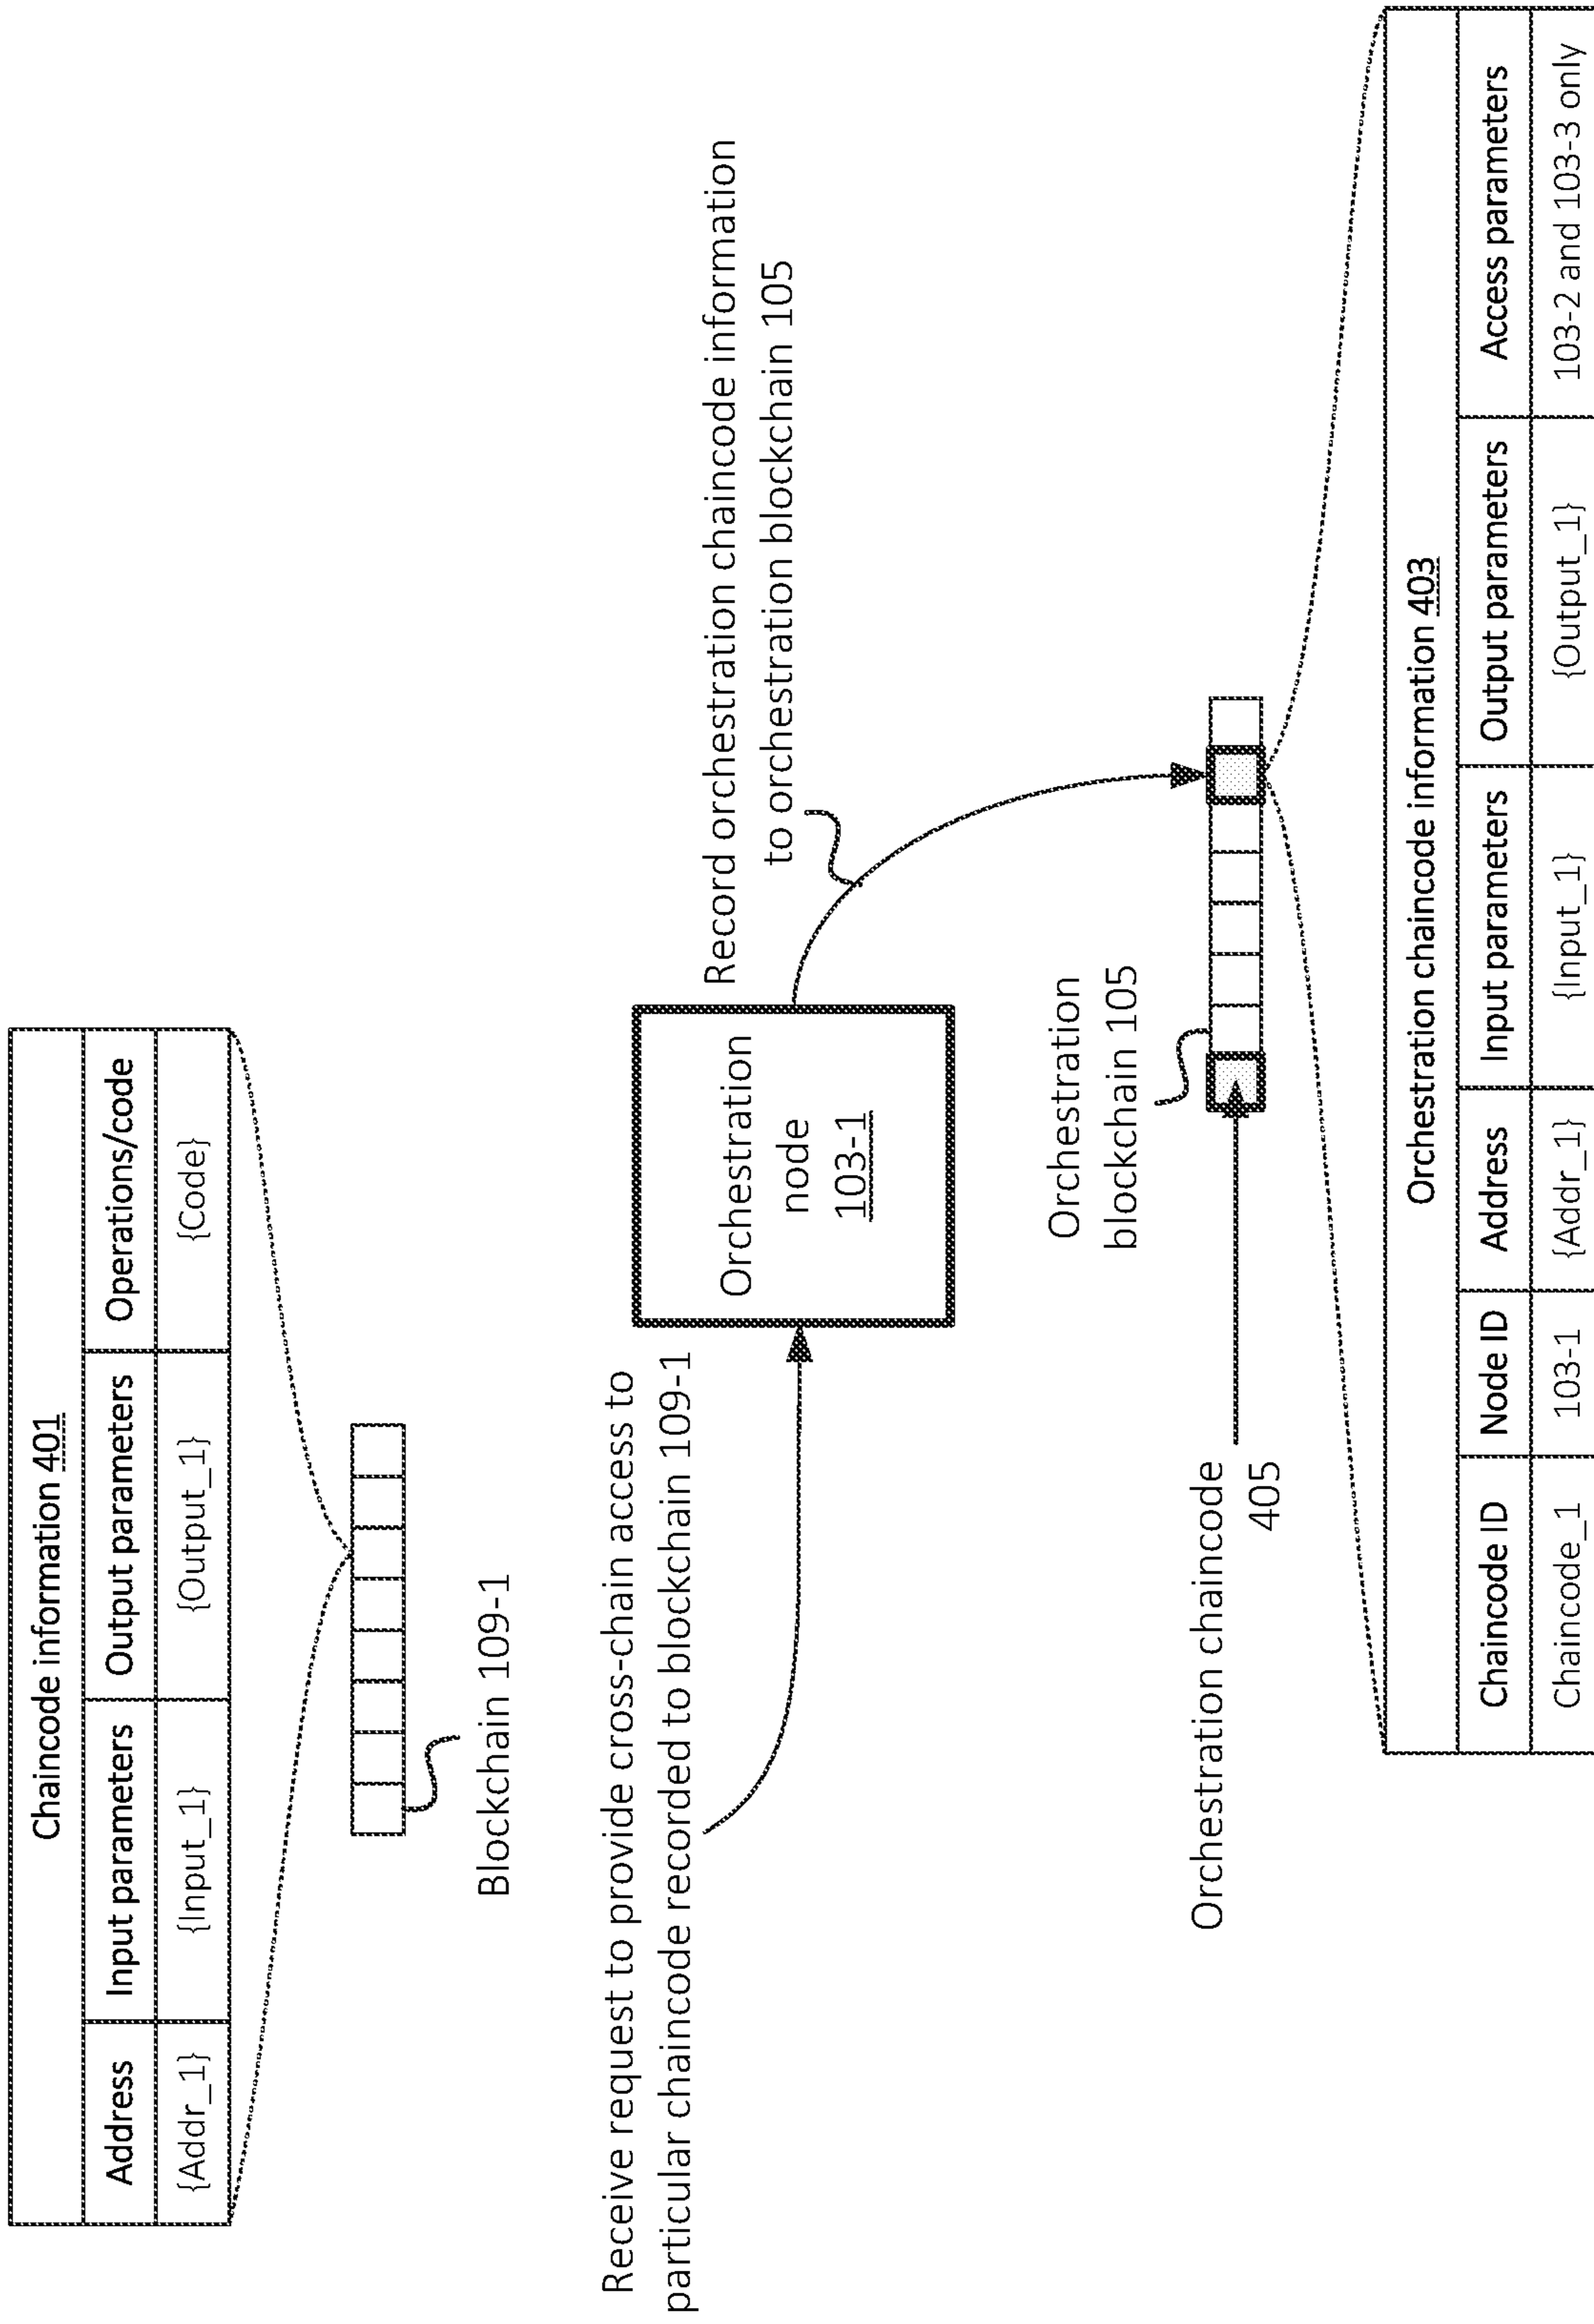 Chaincode information 401
Address Input parameters Output parameters Operations/code
{Addr_1} {Input_1} {Output_1} {Code}
Blockchain 109-1
Receive request to provide cross-chain access to
particular chaincode recorded to blockchain 109-1
Orchestration
node
103-1
Record orchestration chaincode information
to orchestration blockchain 105
Orchestration
blockchain 105
Orchestration chaincode
405
Orchestration chaincode information 403
Chaincode ID Node ID Address Input parameters Output parameters Access parameters
Chaincode_1 103-1 {Addr_1} {Input_1} {Output_1} 103-2 and 103-3 only